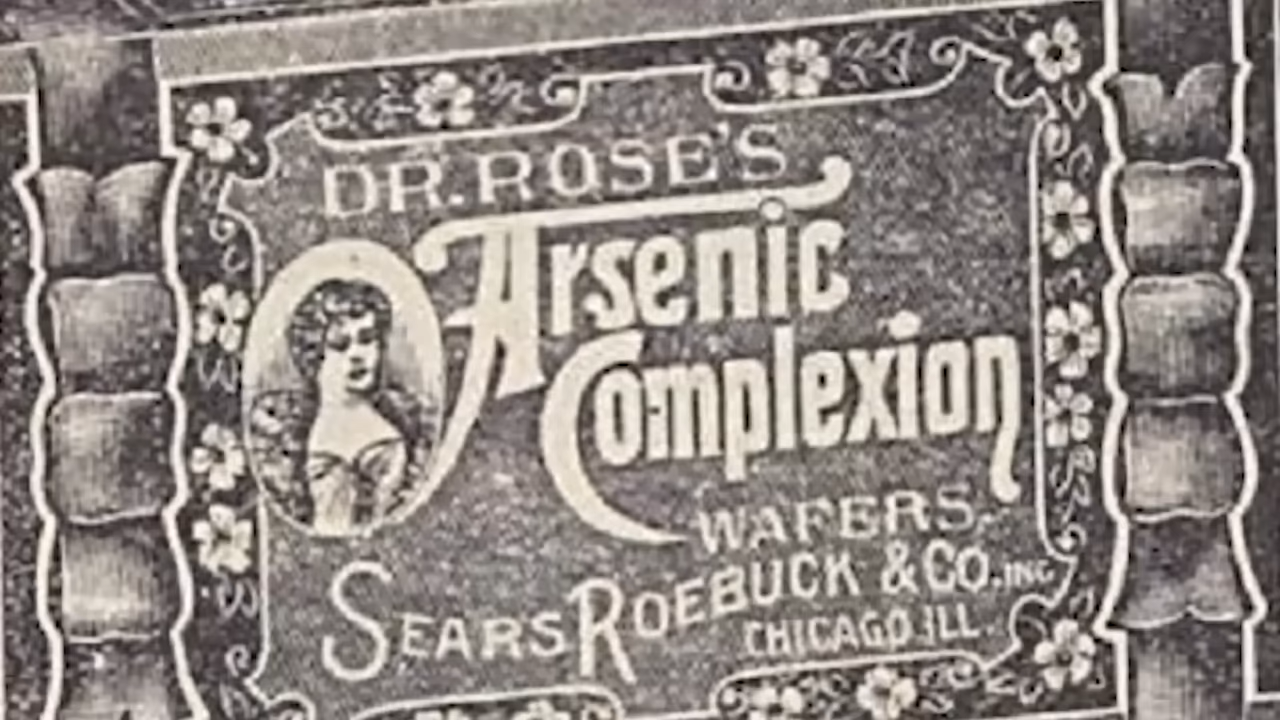 DR. ROSE'S
Arsenic
Complexion
WAFERS.
SEARS ROEBUCK & CO. INC
CHICAGO. ILL.